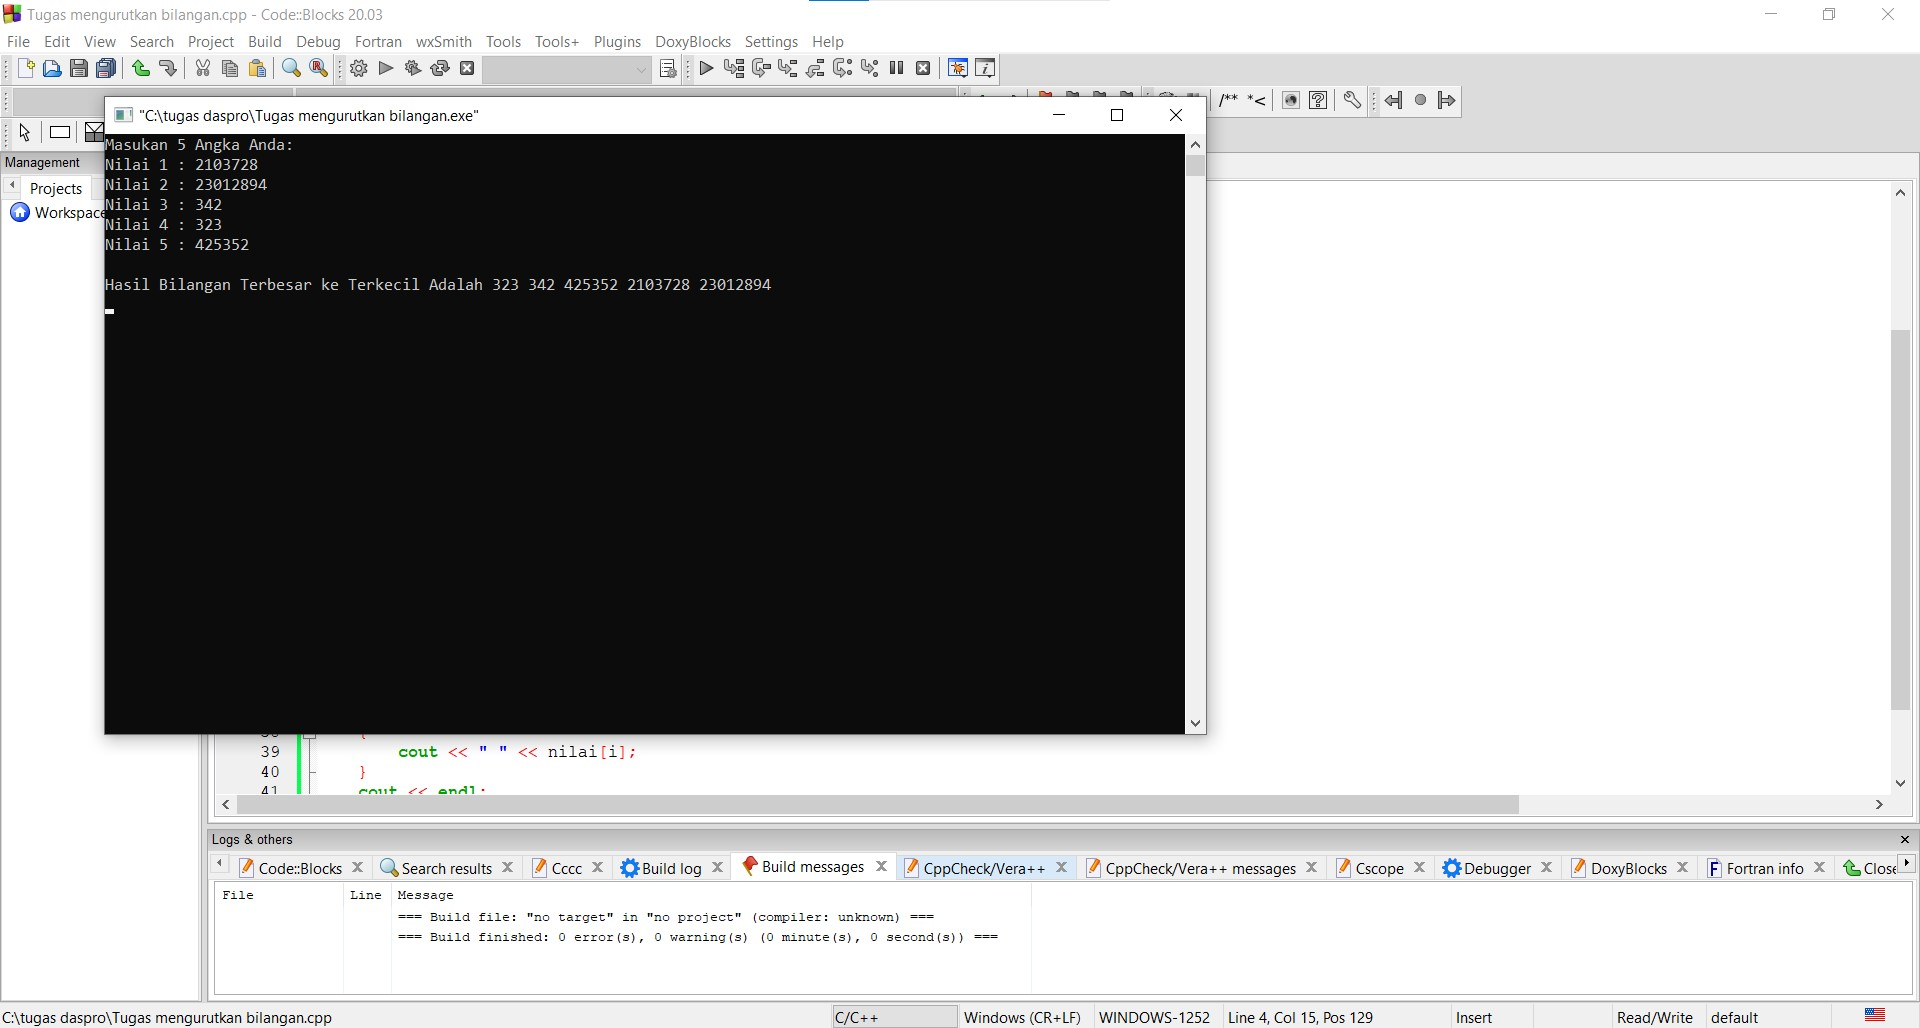 Tugas mengurutkan bilangan.cpp - Code::Blocks 20.03
File Edit View Search Project Build Debug Fortran wxSmith Tools Tools+ Plugins DoxyBlocks Settings Help
/** *<
"C:\tugas daspro\Tugas mengurutkan bilangan.exe"
Management
Projects
Workspace
Masukan 5 Angka Anda:
Nilai 1 : 2103728
Nilai 2 : 23012894
Nilai 3 : 342
Nilai 4 : 323
Nilai 5 : 425352
Hasil Bilangan Terbesar ke Terkecil Adalah 323 342 425352 2103728 23012894
39 cout << " " << nilai[i];
40 }
41 cout << endl;
Logs & others
Code::Blocks Search results Cccc Build log Build messages CppCheck/Vera++ CppCheck/Vera++ messages Cscope Debugger DoxyBlocks Fortran info Close
File Line Message
=== Build file: "no target" in "no project" (compiler: unknown) ===
=== Build finished: 0 error(s), 0 warning(s) (0 minute(s), 0 second(s)) ===
C:\tugas daspro\Tugas mengurutkan bilangan.cpp C/C++ Windows (CR+LF) WINDOWS-1252 Line 4, Col 15, Pos 129 Insert Read/Write default